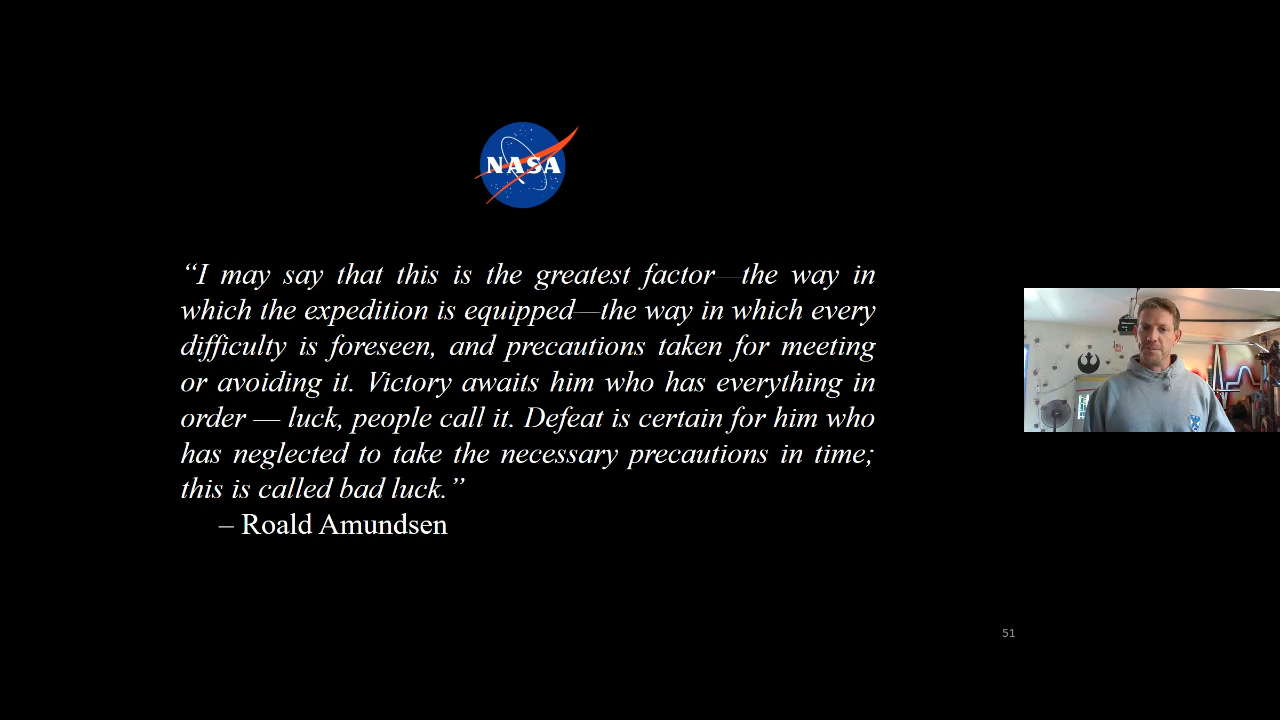 NASA
“I may say that this is the greatest factor—the way in
which the expedition is equipped—the way in which every
difficulty is foreseen, and precautions taken for meeting
or avoiding it. Victory awaits him who has everything in
order — luck, people call it. Defeat is certain for him who
has neglected to take the necessary precautions in time;
this is called bad luck.”
– Roald Amundsen
51